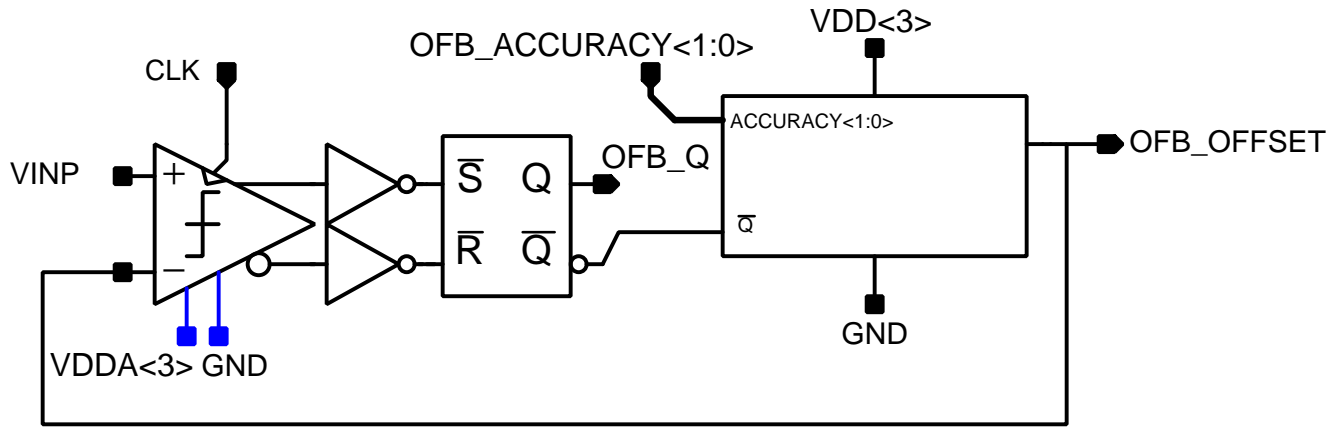 VDD<3>
OFB_ACCURACY<1:0>
CLK
ACCURACY<1:0>
OFB_OFFSET
VINP
+
S̅ Q
OFB_Q
Q̅
R̅ Q̅
−
GND
VDDA<3> GND